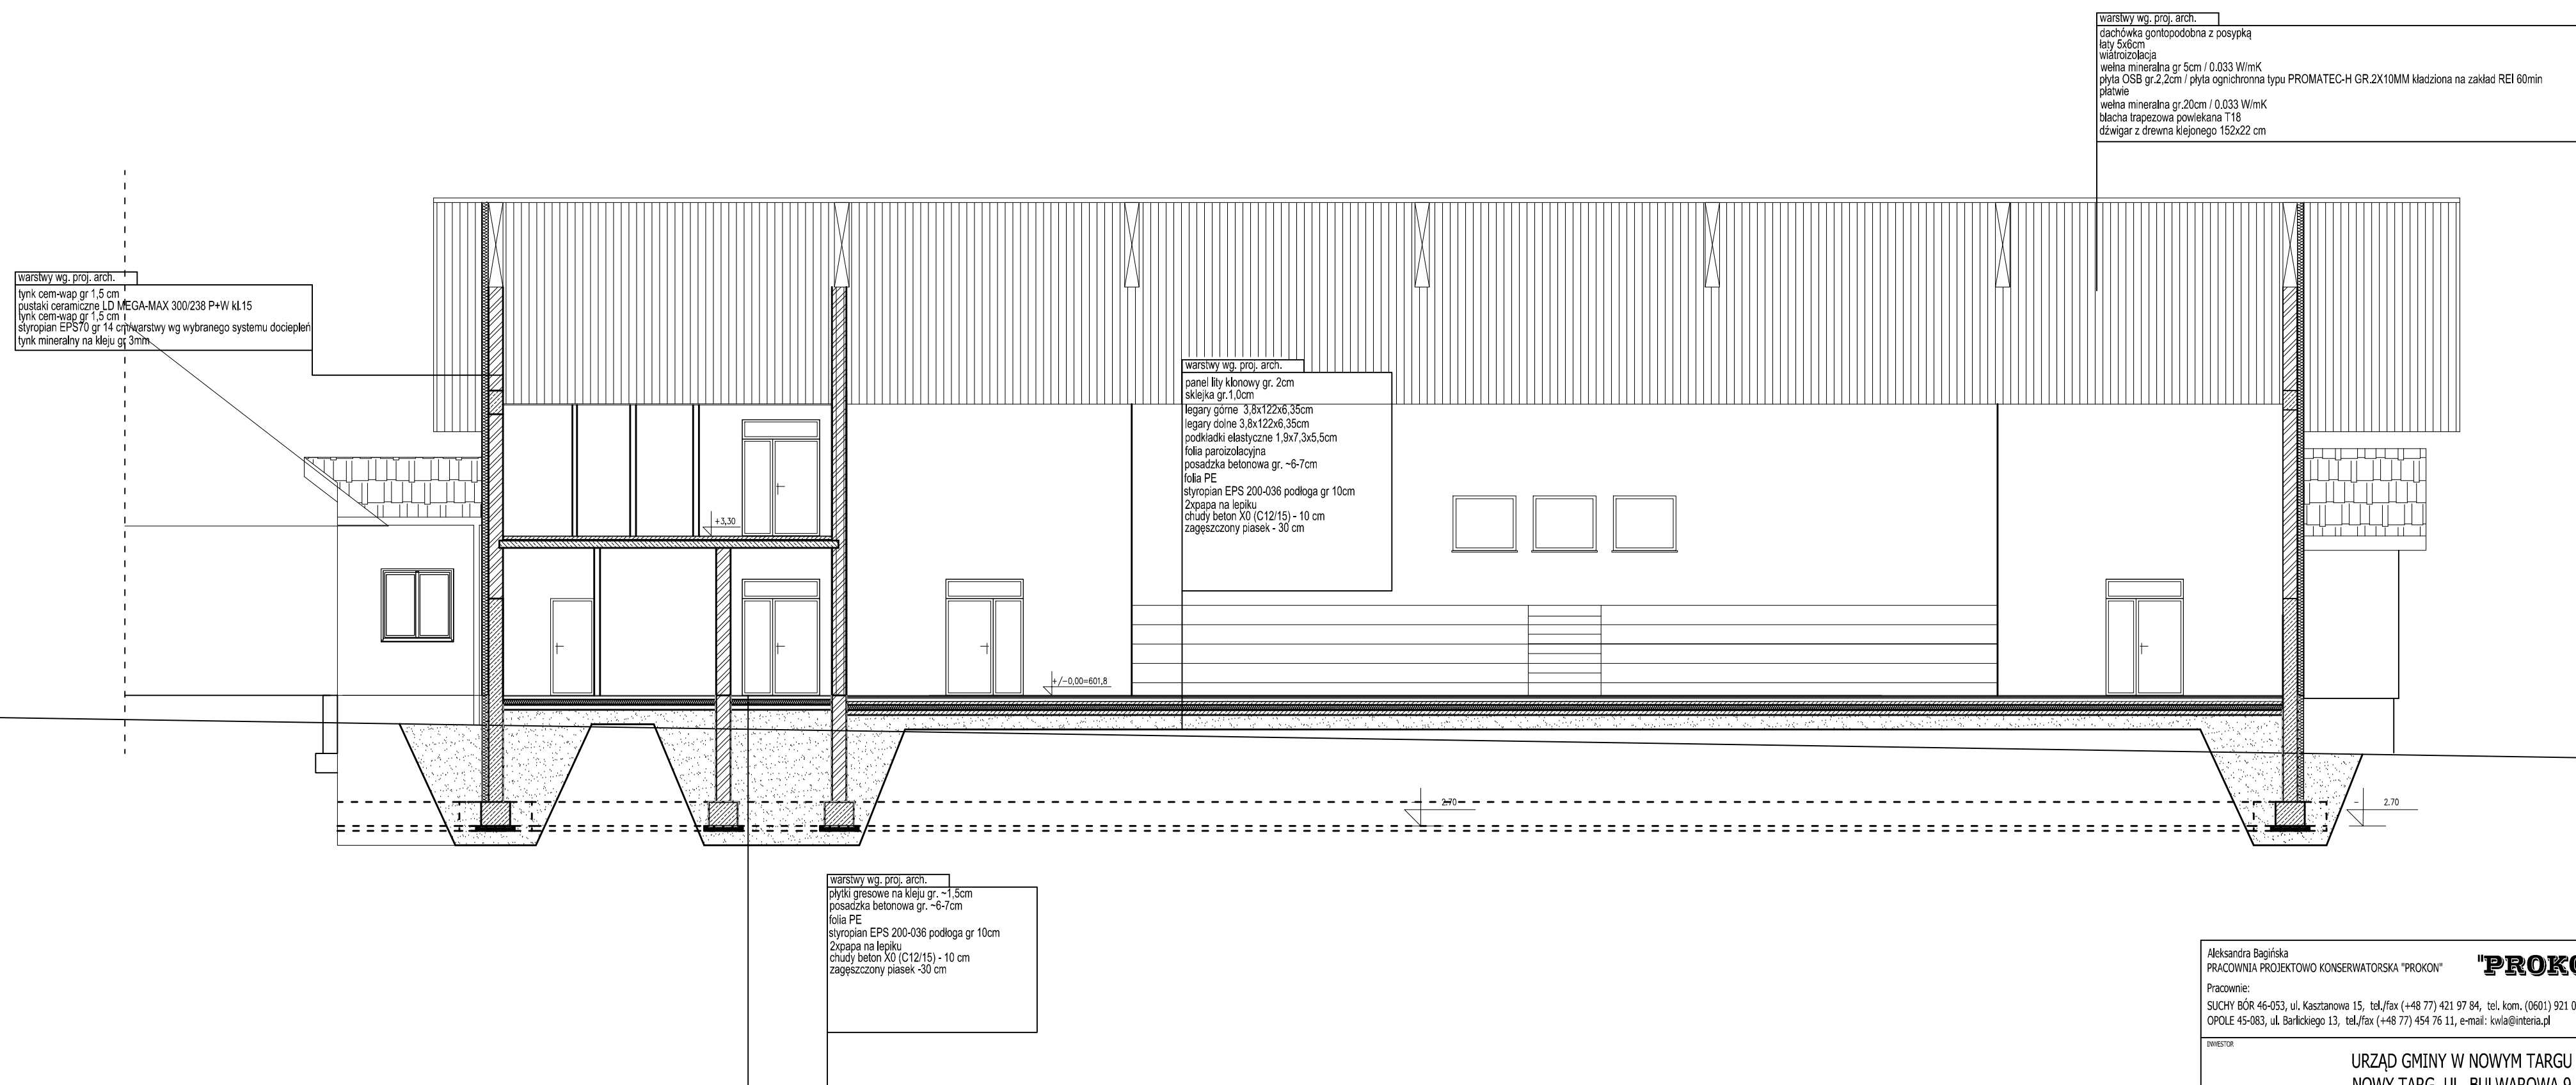 warstwy wg. proj. arch.
dachówka gontopodobna z posypką
łaty 5x6cm
wiatroizolacja
wełna mineralna gr 5cm / 0.033 W/mK
płyta OSB gr.2,2cm / płyta ognichronna typu PROMATEC-H GR.2X10MM kładziona na zakład REI 60min
płatwie
wełna mineralna gr.20cm / 0.033 W/mK
blacha trapezowa powlekana T18
dźwigar z drewna klejonego 152x22 cm
warstwy wg. proj. arch.
tynk cem-wap gr 1,5 cm
pustaki ceramiczne LD MEGA-MAX 300/238 P+W kl.15
tynk cem-wap gr 1,5 cm
styropian EPS70 gr 14 cm/warstwy wg wybranego systemu dociepleń
tynk mineralny na kleju gr 3mm
warstwy wg. proj. arch.
panel lity klonowy gr. 2cm
sklejka gr.1,0cm
legary górne 3,8x122x6,35cm
legary dolne 3,8x122x6,35cm
podkładki elastyczne 1,9x7,3x5,5cm
folia paroizolacyjna
posadzka betonowa gr. ~6-7cm
folia PE
styropian EPS 200-036 podłoga gr 10cm
2xpapa na lepiku
chudy beton X0 (C12/15) - 10 cm
zagęszczony piasek - 30 cm
+3,30
+/-0,00=601,8
2.70
- 2.70
warstwy wg. proj. arch.
płytki gresowe na kleju gr. ~1,5cm
posadzka betonowa gr. ~6-7cm
folia PE
styropian EPS 200-036 podłoga gr 10cm
2xpapa na lepiku
chudy beton X0 (C12/15) - 10 cm
zagęszczony piasek -30 cm
Aleksandra Bagińska
PRACOWNIA PROJEKTOWO KONSERWATORSKA "PROKON"
"PROKO
Pracownie:
SUCHY BÓR 46-053, ul. Kasztanowa 15, tel./fax (+48 77) 421 97 84, tel. kom. (0601) 921 0
OPOLE 45-083, ul. Barlickiego 13, tel./fax (+48 77) 454 76 11, e-mail: kwla@interia.pl
INWESTOR
URZĄD GMINY W NOWYM TARGU
NOWY TARG, UL. BULWAROWA 9